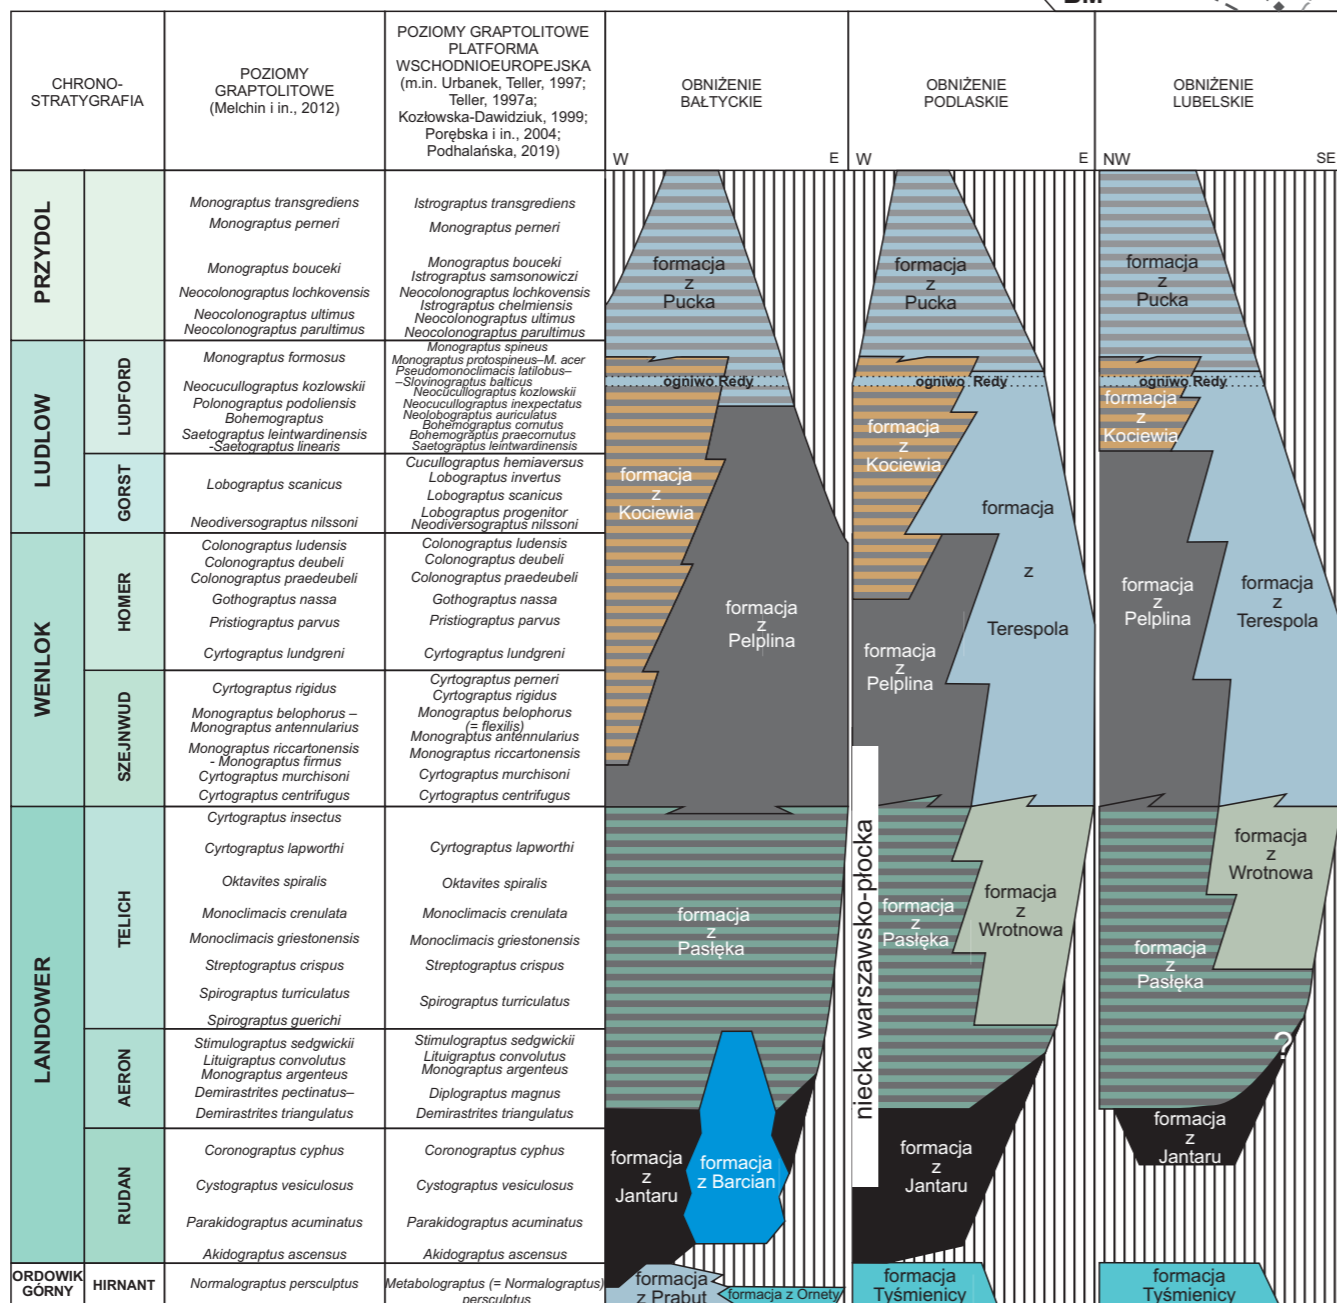 BM
CHRONO-
STRATYGRAFIA
POZIOMY
GRAPTOLITOWE
(Melchin i in., 2012)
POZIOMY GRAPTOLITOWE
PLATFORMA
WSCHODNIOEUROPEJSKA
(m.in. Urbanek, Teller, 1997;
Teller, 1997a;
Kozłowska-Dawidziuk, 1999;
Porębska i in., 2004;
Podhalańska, 2019)
OBNIŻENIE
BAŁTYCKIE
W E
OBNIŻENIE
PODLASKIE
W E
OBNIŻENIE
LUBELSKIE
NW SE
PRZYDOL
Monograptus transgrediens
Monograptus perneri
Monograptus bouceki
Neocolonograptus lochkovensis
Neocolonograptus ultimus
Neocolonograptus parultimus
Istrograptus transgrediens
Monograptus perneri
Monograptus bouceki
Istrograptus samsonowiczi
Neocolonograptus lochkovensis
Istrograptus chelmiensis
Neocolonograptus ultimus
Neocolonograptus parultimus
LUDLOW
LUDFORD
Monograptus formosus
Neocucullograptus kozlowskii
Polonograptus podoliensis
Bohemograptus
Saetograptus leintwardinensis
-Saetograptus linearis
Monograptus spineus
Monograptus protospineus–M. acer
Pseudomonoclimacis latilobus–
–Slovinograptus balticus
Neocucullograptus kozlowskii
Neocucullograptus inexpectatus
Neolobograptus auriculatus
Bohemograptus cornutus
Bohemograptus praecornutus
Saetograptus leintwardinensis
GORST
Lobograptus scanicus
Neodiversograptus nilssoni
Cucullograptus hemiaversus
Lobograptus invertus
Lobograptus scanicus
Lobograptus progenitor
Neodiversograptus nilssoni
WENLOK
HOMER
Colonograptus ludensis
Colonograptus deubeli
Colonograptus praedeubeli
Gothograptus nassa
Pristiograptus parvus
Cyrtograptus lundgreni
Colonograptus ludensis
Colonograptus deubeli
Colonograptus praedeubeli
Gothograptus nassa
Pristiograptus parvus
Cyrtograptus lundgreni
SZEJNWUD
Cyrtograptus rigidus
Monograptus belophorus –
Monograptus antennularius
Monograptus riccartonensis
- Monograptus firmus
Cyrtograptus murchisoni
Cyrtograptus centrifugus
Cyrtograptus perneri
Cyrtograptus rigidus
Monograptus belophorus
(= flexilis)
Monograptus antennularius
Monograptus riccartonensis
Cyrtograptus murchisoni
Cyrtograptus centrifugus
LANDOWER
TELICH
Cyrtograptus insectus
Cyrtograptus lapworthi
Oktavites spiralis
Monoclimacis crenulata
Monoclimacis griestonensis
Streptograptus crispus
Spirograptus turriculatus
Spirograptus guerichi
Cyrtograptus lapworthi
Oktavites spiralis
Monoclimacis crenulata
Monoclimacis griestonensis
Streptograptus crispus
Spirograptus turriculatus
AERON
Stimulograptus sedgwickii
Lituigraptus convolutus
Monograptus argenteus
Demirastrites pectinatus–
Demirastrites triangulatus
Stimulograptus sedgwickii
Lituigraptus convolutus
Monograptus argenteus
Diplograptus magnus
Demirastrites triangulatus
RUDAN
Coronograptus cyphus
Cystograptus vesiculosus
Parakidograptus acuminatus
Akidograptus ascensus
Coronograptus cyphus
Cystograptus vesiculosus
Parakidograptus acuminatus
Akidograptus ascensus
ORDOWIK
GÓRNY
HIRNANT
Normalograptus persculptus
Metabolograptus (= Normalograptus)
persculptus
formacja
z
Pucka
ogniwo Redy
formacja
z
Kociewia
formacja
z
Pelplina
formacja
z
Pasłęka
formacja
z
Jantaru
formacja
z Barcian
formacja
z Prabut
formacja z Ornety
formacja
z
Pucka
ogniwo Redy
formacja
z
Kociewia
formacja
z
Terespola
formacja
z
Pelplina
niecka warszawsko-płocka
formacja
z
Pasłęka
formacja
z
Wrotnowa
formacja
z
Jantaru
formacja
Tyśmienicy
formacja
z
Pucka
ogniwo Redy
formacja
z
Kociewia
formacja
z
Pelplina
formacja
z
Terespola
formacja
z
Wrotnowa
formacja
z
Pasłęka
?
formacja
z
Jantaru
formacja
Tyśmienicy